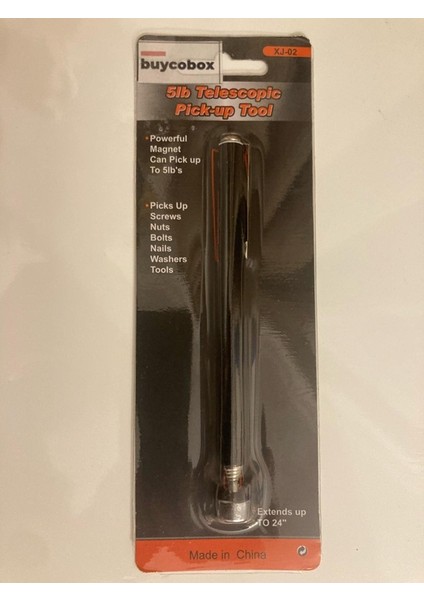 XJ-02
buycobox
5lb Telescopic
Pick-up Tool
•Powerful
Magnet
Can Pick up
To 5lb's
•Picks Up
Screws
Nuts
Bolts
Nails
Washers
Tools
Extends up
TO 24"
Made in China